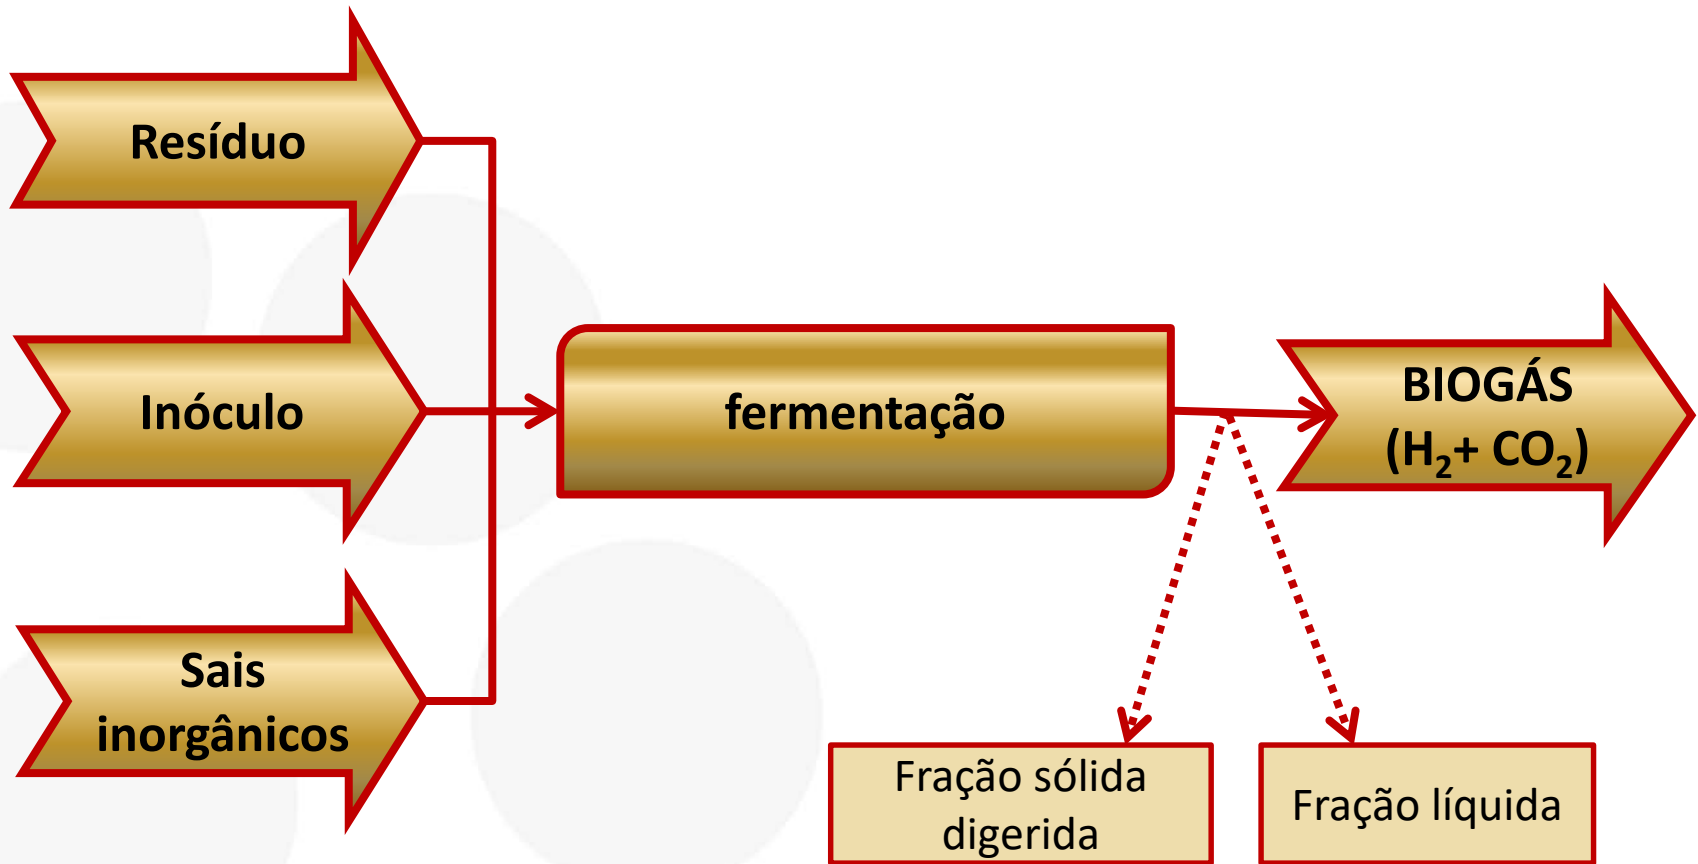 Resíduo
Inóculo
Sais
inorgânicos
fermentação
BIOGÁS
(H₂+ CO₂)
Fração sólida
digerida
Fração líquida